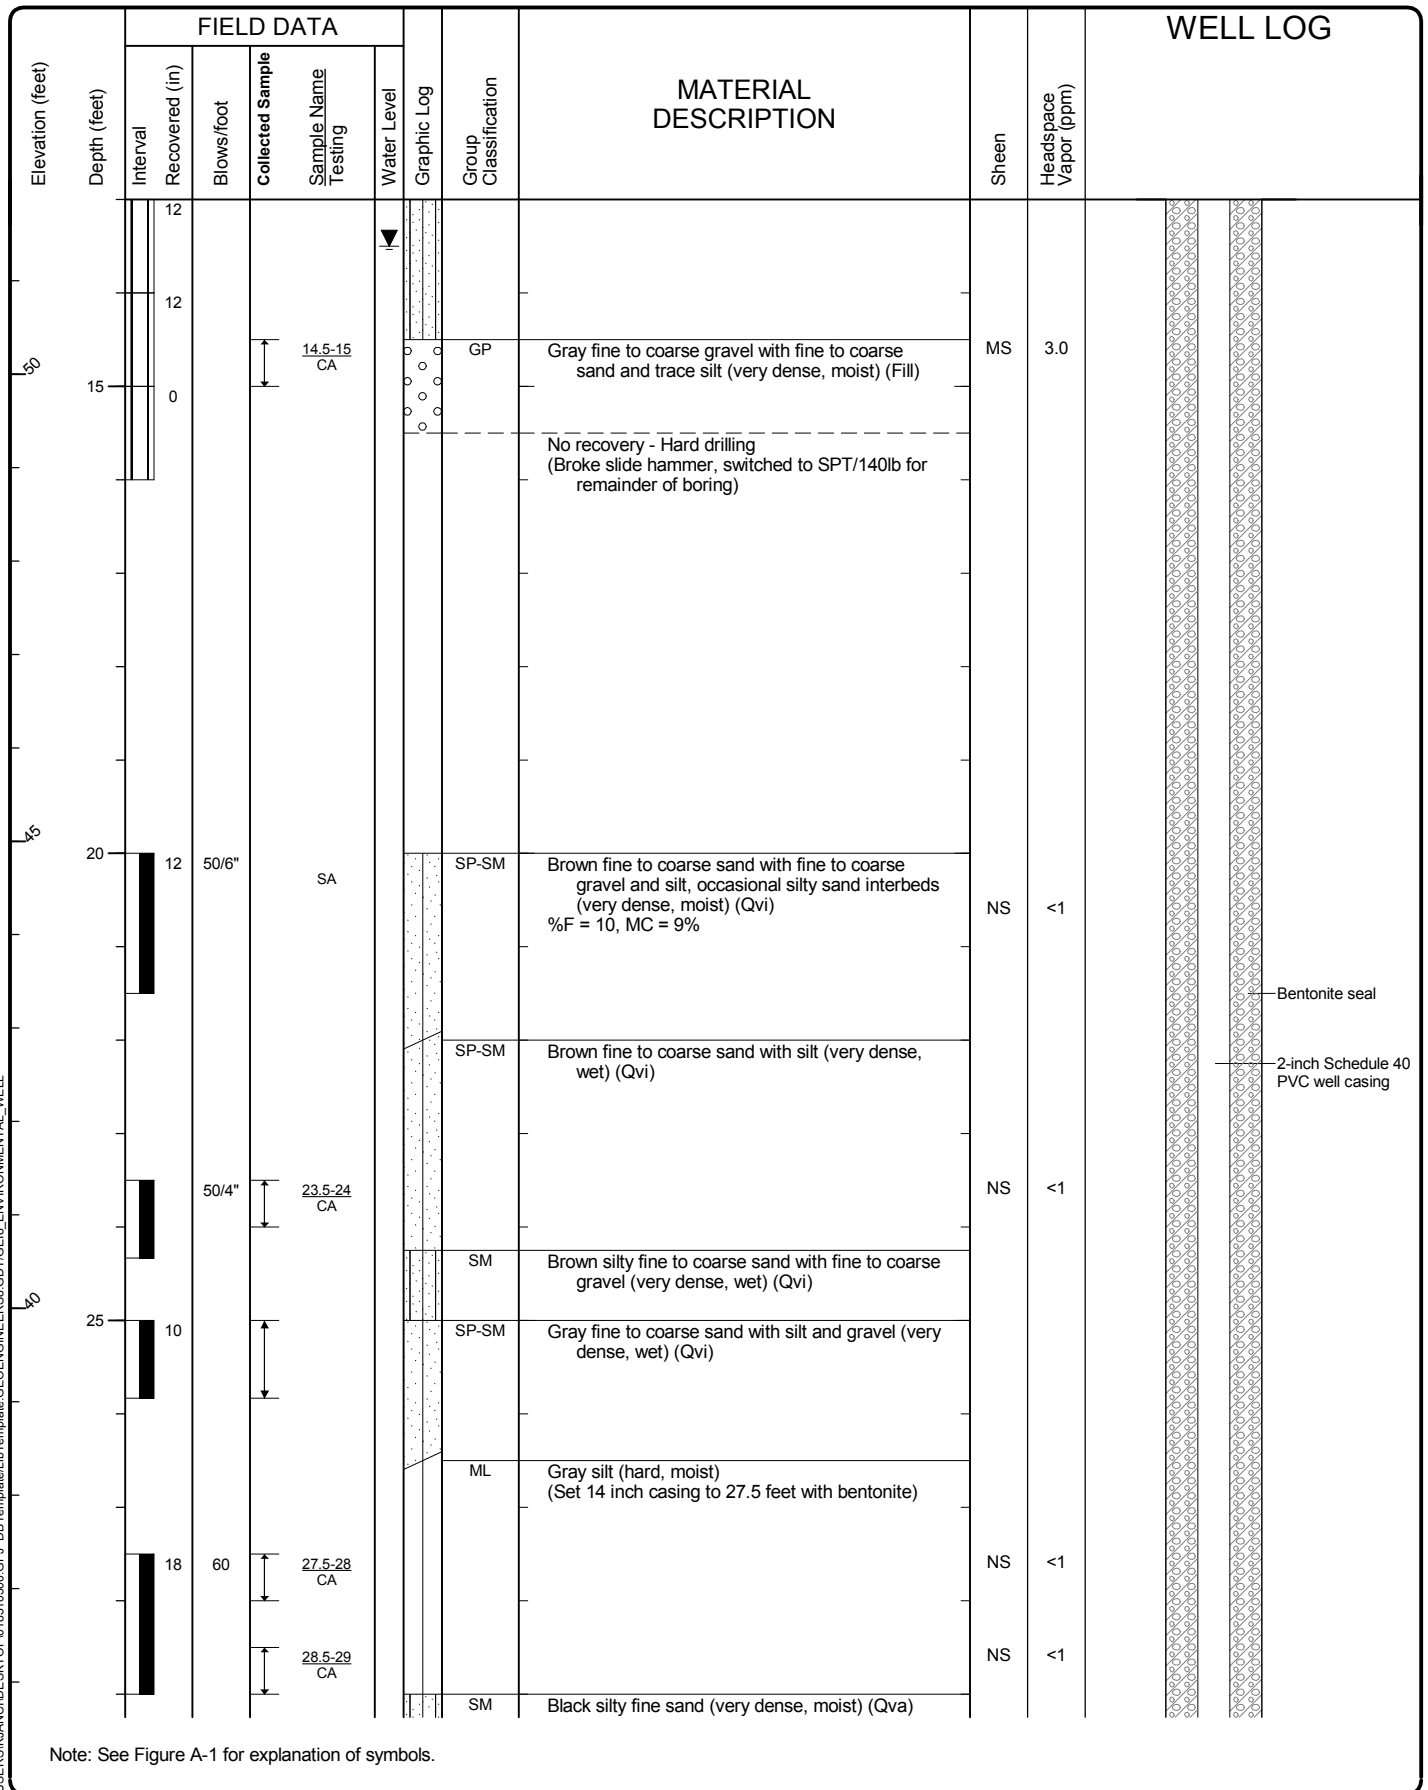 FIELD DATA
WELL LOG
Elevation (feet)
Depth (feet)
Interval
Recovered (in)
Blows/foot
Collected Sample
Sample Name
Testing
Water Level
Graphic Log
Group
Classification
MATERIAL
DESCRIPTION
Sheen
Headspace
Vapor (ppm)
12
12
14.5-15
CA
GP
Gray fine to coarse gravel with fine to coarse
sand and trace silt (very dense, moist) (Fill)
MS
3.0
50
15
0
No recovery - Hard drilling
(Broke slide hammer, switched to SPT/140lb for
remainder of boring)
45
20
12
50/6"
SA
SP-SM
Brown fine to coarse sand with fine to coarse
gravel and silt, occasional silty sand interbeds
(very dense, moist) (Qvi)
%F = 10, MC = 9%
NS
<1
Bentonite seal
SP-SM
Brown fine to coarse sand with silt (very dense,
wet) (Qvi)
2-inch Schedule 40
PVC well casing
50/4"
23.5-24
CA
NS
<1
SM
Brown silty fine to coarse sand with fine to coarse
gravel (very dense, wet) (Qvi)
40
25
10
SP-SM
Gray fine to coarse sand with silt and gravel (very
dense, wet) (Qvi)
ML
Gray silt (hard, moist)
(Set 14 inch casing to 27.5 feet with bentonite)
18
60
27.5-28
CA
NS
<1
28.5-29
CA
NS
<1
SM
Black silty fine sand (very dense, moist) (Qva)
Note: See Figure A-1 for explanation of symbols.